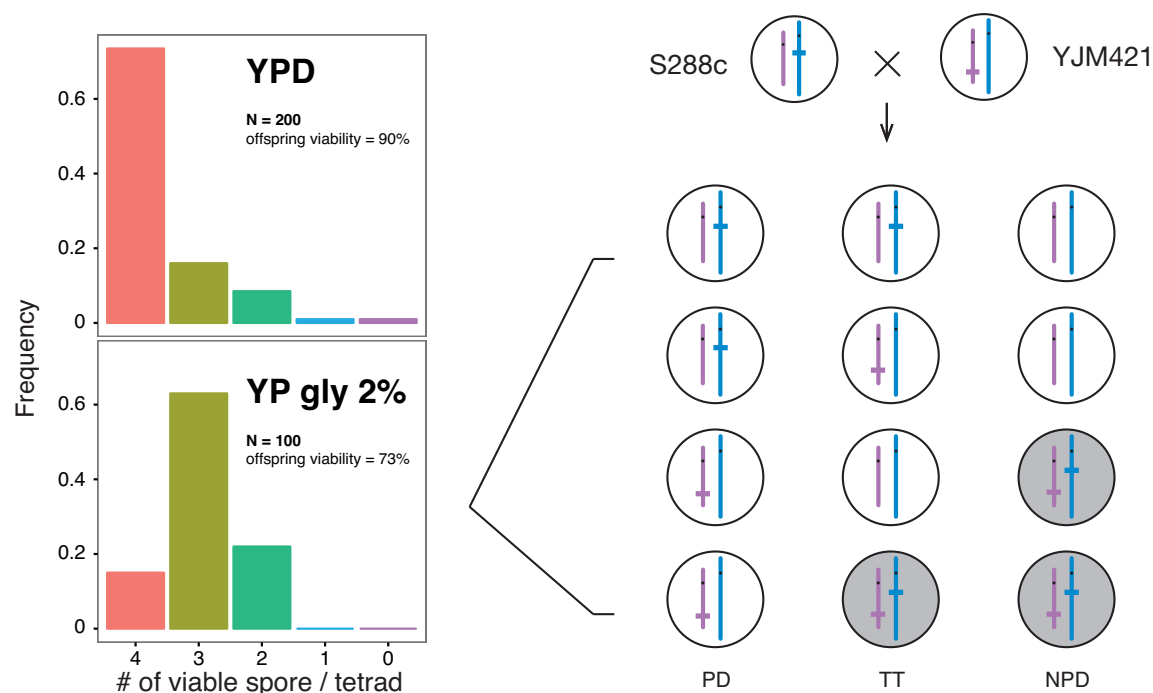 YPD
N = 200
offspring viability = 90%
0.6
0.4
0.2
0
Frequency
YP gly 2%
N = 100
offspring viability = 73%
0.6
0.4
0.2
0
4 3 2 1 0
# of viable spore / tetrad
S288c
YJM421
PD TT NPD